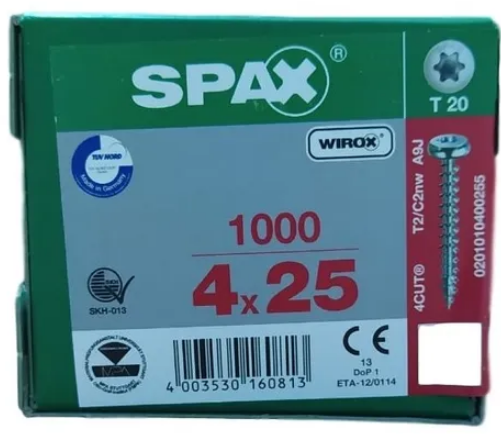 SPAX®
T 20
WIROX®
TÜV NORD
Made in Germany
1000
4x25
4CUT® T2/C2nw A9J
0201010400255
SKH-013
CE
13
DoP 1
ETA-12/0114
4 003530 160813